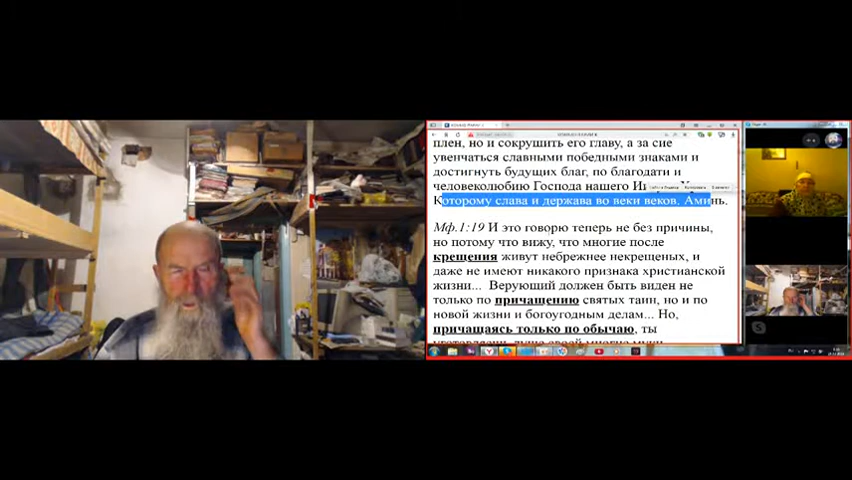 плен, но и сокрушить его главу, а за сие
увенчаться славными победными знаками и
достигнуть будущих благ, по благодати и
человеколюбию Господа нашего
Которому слава и держава во веки веков. Аминь.
Мф.1:19 И это говорю теперь не без причины,
но потому что вижу, что многие после
крещения живут небрежнее некрещеных, и
даже не имеют никакого признака христианской
жизни... Верующий должен быть виден не
только по причащению святых таин, но и по
новой жизни и богоугодным делам... Но,
причащаясь только по обычаю, ты